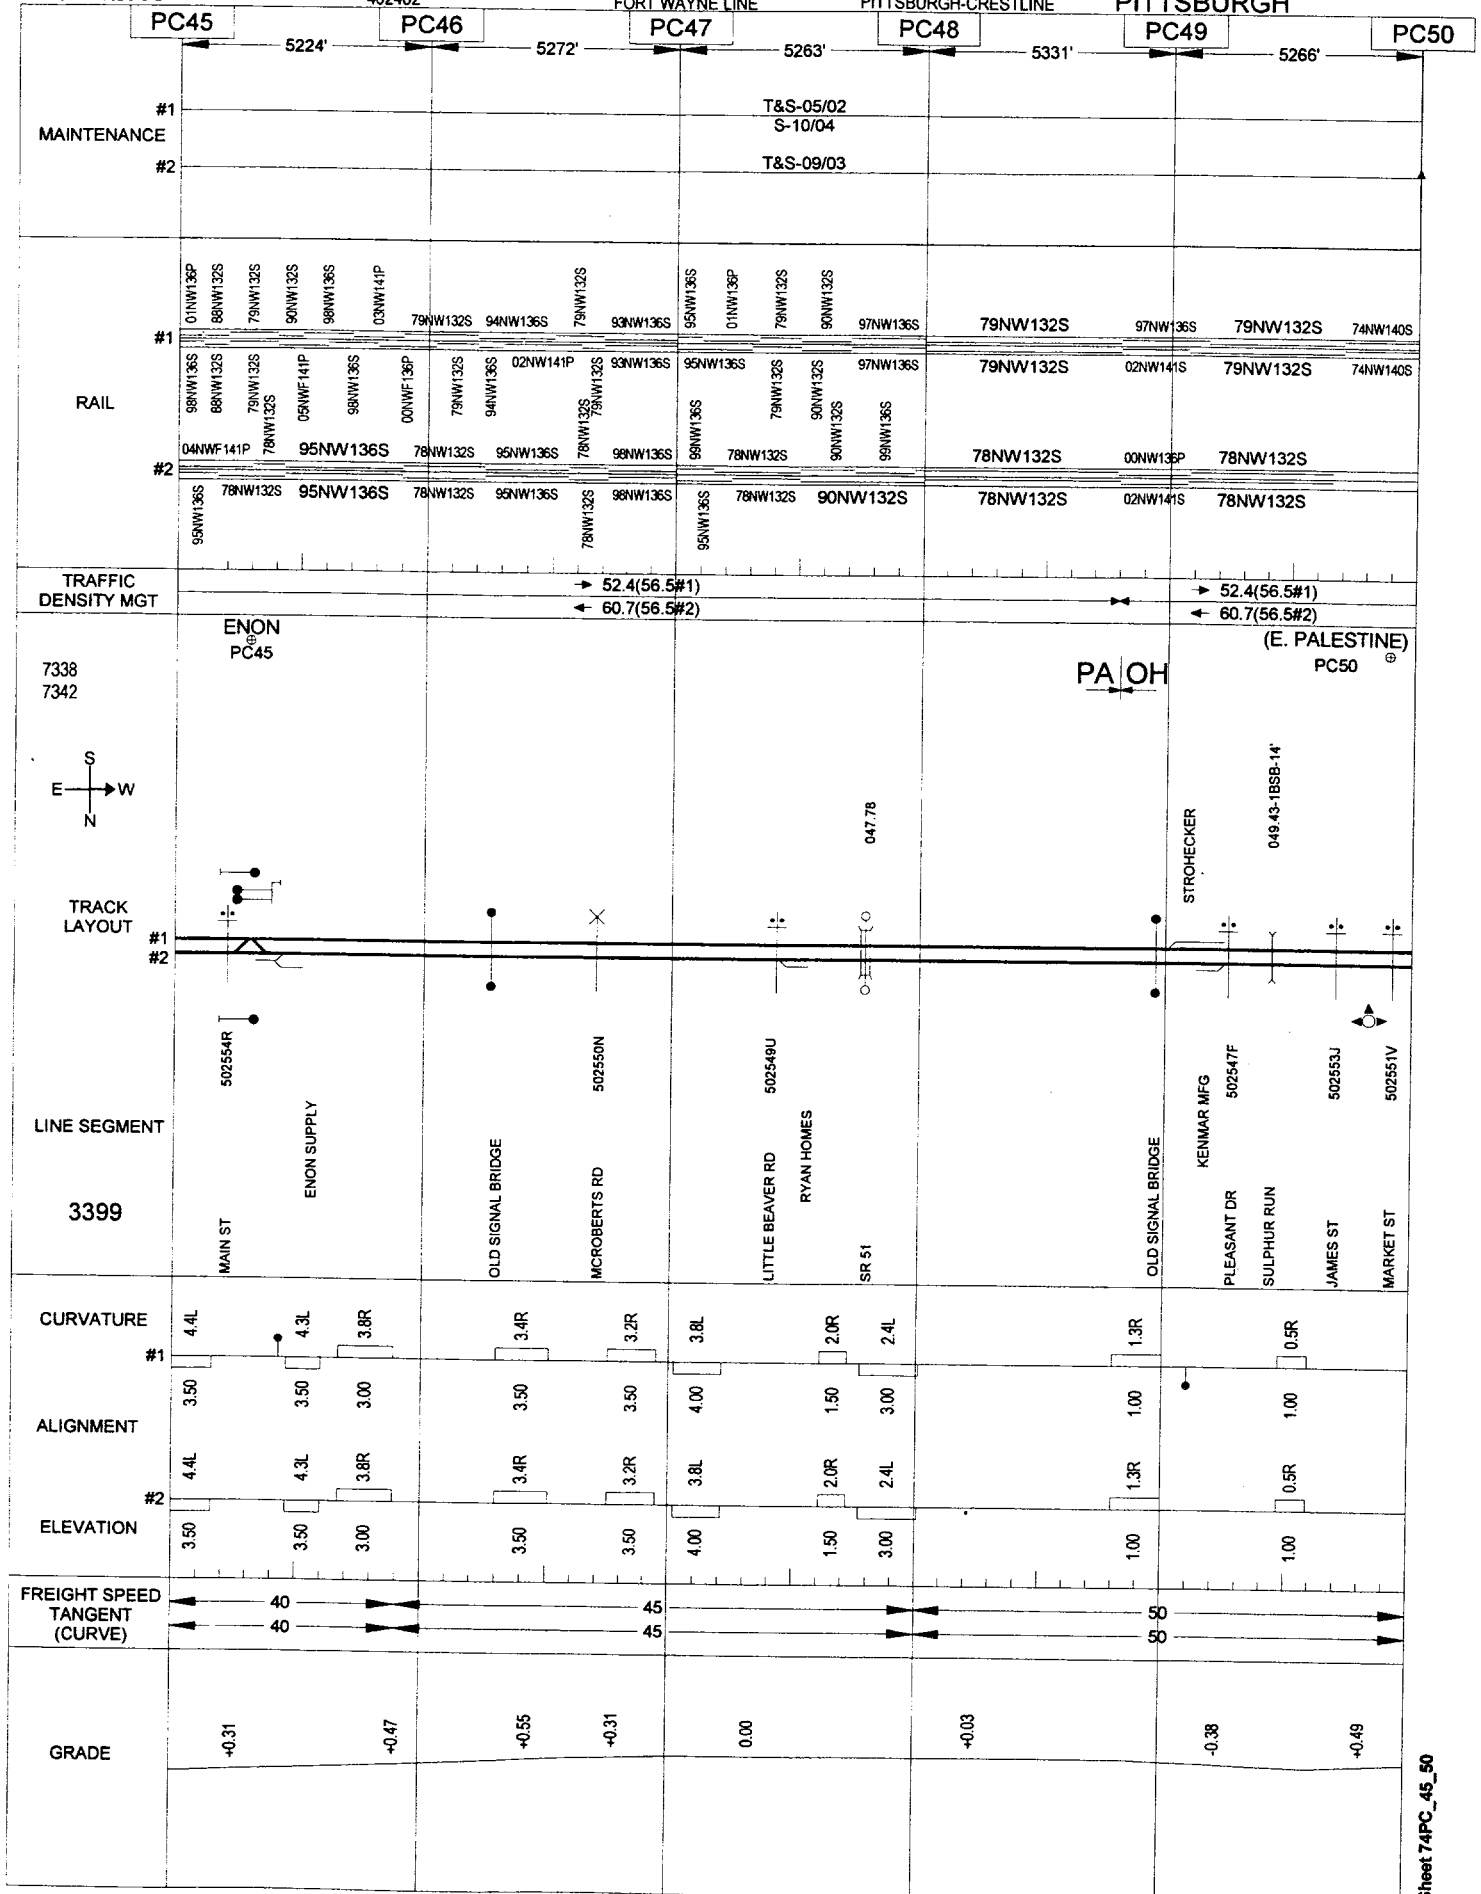 FORT WAYNE LINE PITTSBURGH-CRESTLINE PITTSBURGH
PC45 PC46 PC47 PC48 PC49 PC50
5224' 5272' 5263' 5331' 5266'
MAINTENANCE
#1
T&S-05/02
S-10/04
#2
T&S-09/03
RAIL
01NW136P 88NW132S 79NW132S 90NW132S 98NW136S 03NW141P 79NW132S 94NW136S 79NW132S 93NW136S 95NW136S 01NW136P 79NW132S 90NW132S 97NW136S 79NW132S 97NW136S 79NW132S 74NW140S
#1
98NW136S 88NW132S 79NW132S 05NWF141P 98NW136S 00NWF136P 79NW132S 94NW136S 02NW141P 79NW132S 93NW136S 95NW136S 79NW132S 90NW132S 97NW136S 79NW132S 02NW141S 79NW132S 74NW140S
04NWF141P 78NW132S 95NW136S 78NW132S 95NW136S 78NW132S 98NW136S 99NW136S 78NW132S 90NW132S 99NW136S 78NW132S 00NW136P 78NW132S
#2
95NW136S 78NW132S 95NW136S 78NW132S 95NW136S 78NW132S 98NW136S 95NW136S 78NW132S 90NW132S 78NW132S 02NW141S 78NW132S
TRAFFIC
DENSITY MGT
52.4(56.5#1) 52.4(56.5#1)
60.7(56.5#2) 60.7(56.5#2)
ENON
PC45
(E. PALESTINE)
PC50
7338
7342
PA OH
S
E W
N
047.78
STROHECKER
049.43-1BSB-14'
TRACK
LAYOUT
#1
#2
502554R 502550N 502549U 502547F 502553J 502551V
LINE SEGMENT
3399
MAIN ST
ENON SUPPLY
OLD SIGNAL BRIDGE
MCROBERTS RD
LITTLE BEAVER RD
RYAN HOMES
SR 51
OLD SIGNAL BRIDGE
KENMAR MFG
PLEASANT DR
SULPHUR RUN
JAMES ST
MARKET ST
CURVATURE
4.4L 4.3L 3.8R 3.4R 3.2R 3.8L 2.0R 2.4L 1.3R 0.5R
#1
3.50 3.50 3.00 3.50 3.50 4.00 1.50 3.00 1.00 1.00
ALIGNMENT
4.4L 4.3L 3.8R 3.4R 3.2R 3.8L 2.0R 2.4L 1.3R 0.5R
#2
ELEVATION
3.50 3.50 3.00 3.50 3.50 4.00 1.50 3.00 1.00 1.00
FREIGHT SPEED
TANGENT
(CURVE)
40 45 50
40 45 50
GRADE
+0.31 +0.47 +0.55 +0.31 0.00 +0.03 -0.38 +0.49
Sheet 74PC_45_50